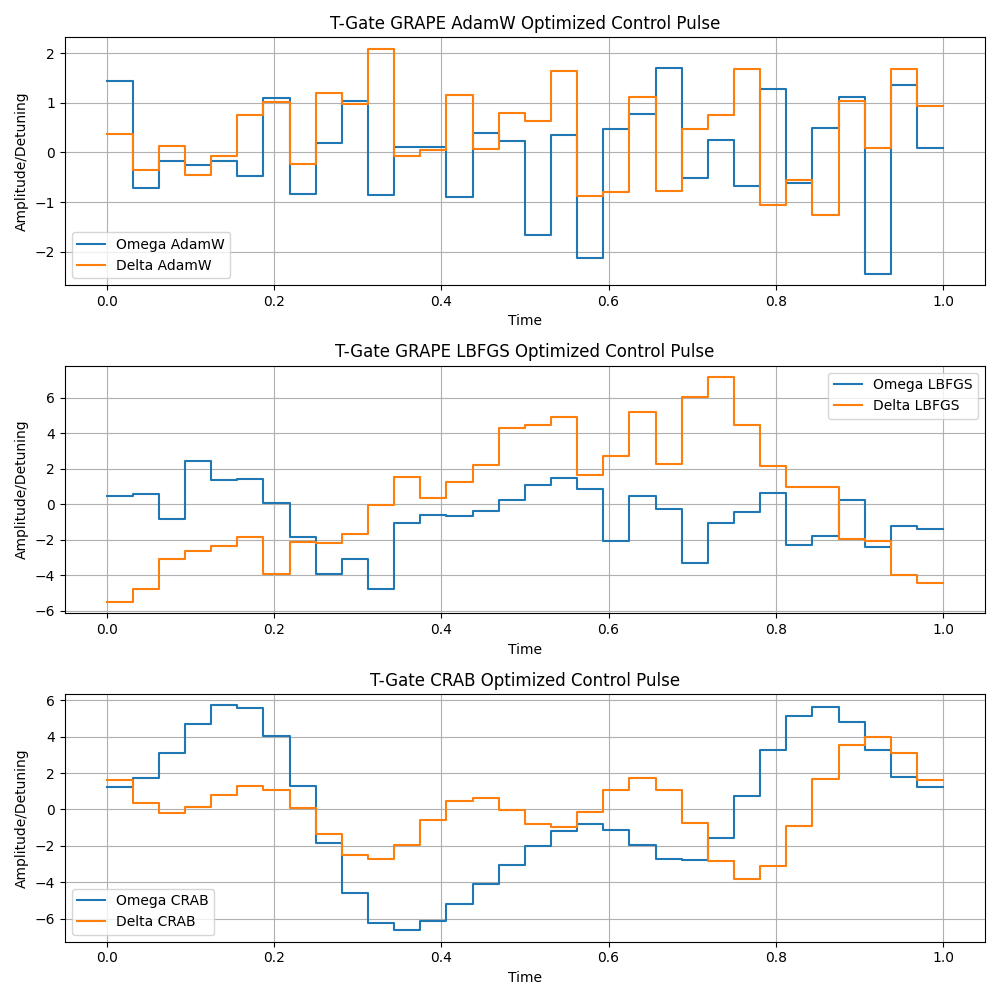 T-Gate GRAPE AdamW Optimized Control Pulse
2
1
0
−1
−2
Amplitude/Detuning
Omega AdamW
Delta AdamW
0.0 0.2 0.4 0.6 0.8 1.0
Time
T-Gate GRAPE LBFGS Optimized Control Pulse
6
4
2
0
−2
−4
−6
Amplitude/Detuning
Omega LBFGS
Delta LBFGS
0.0 0.2 0.4 0.6 0.8 1.0
Time
T-Gate CRAB Optimized Control Pulse
6
4
2
0
−2
−4
−6
Amplitude/Detuning
Omega CRAB
Delta CRAB
0.0 0.2 0.4 0.6 0.8 1.0
Time